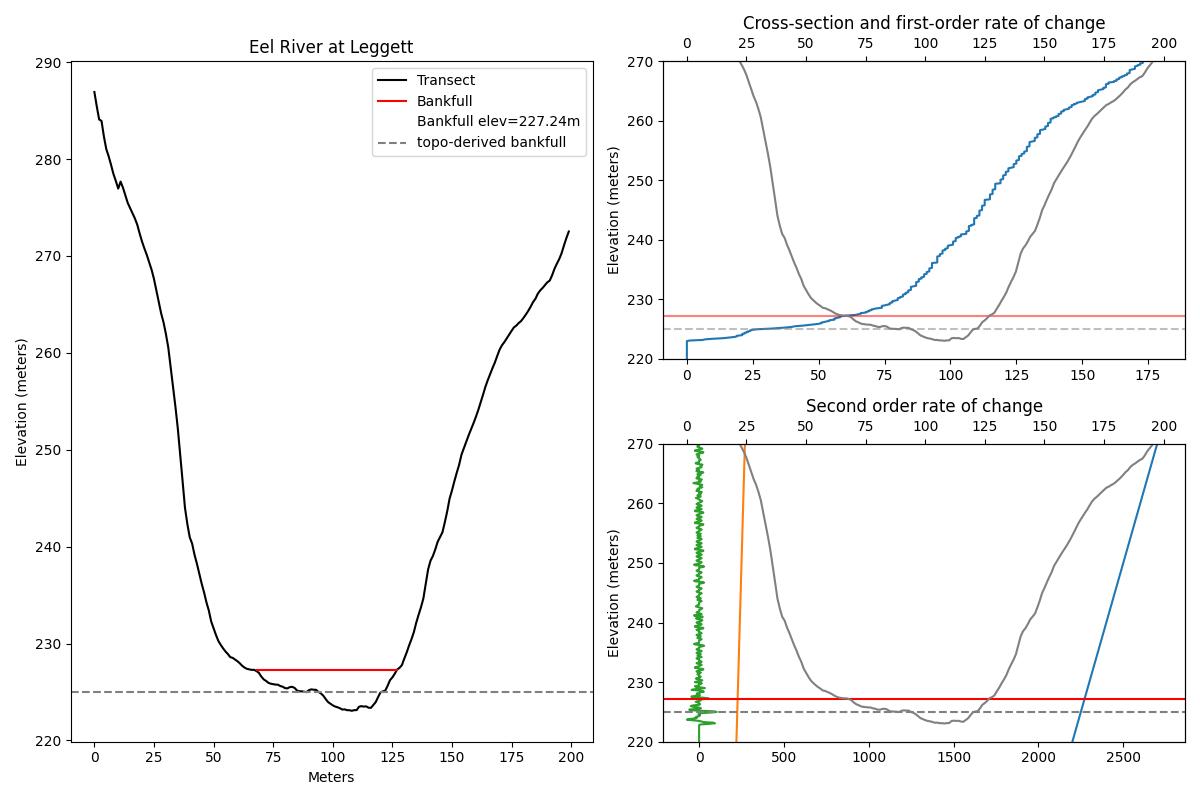 Eel River at Leggett
290
280
270
260
250
240
230
220
Elevation (meters)
Transect
Bankfull
Bankfull elev=227.24m
topo-derived bankfull
0 25 50 75 100 125 150 175 200
Meters
Cross-section and first-order rate of change
0 25 50 75 100 125 150 175 200
270
260
250
240
230
220
Elevation (meters)
0 25 50 75 100 125 150 175
Second order rate of change
0 25 50 75 100 125 150 175 200
270
260
250
240
230
220
Elevation (meters)
0 500 1000 1500 2000 2500